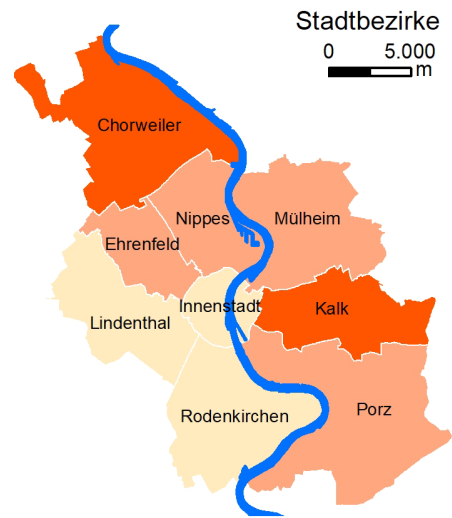 Stadtbezirke
0 5.000
m
Chorweiler
Nippes
Mülheim
Ehrenfeld
Innenstadt
Kalk
Lindenthal
Rodenkirchen
Porz